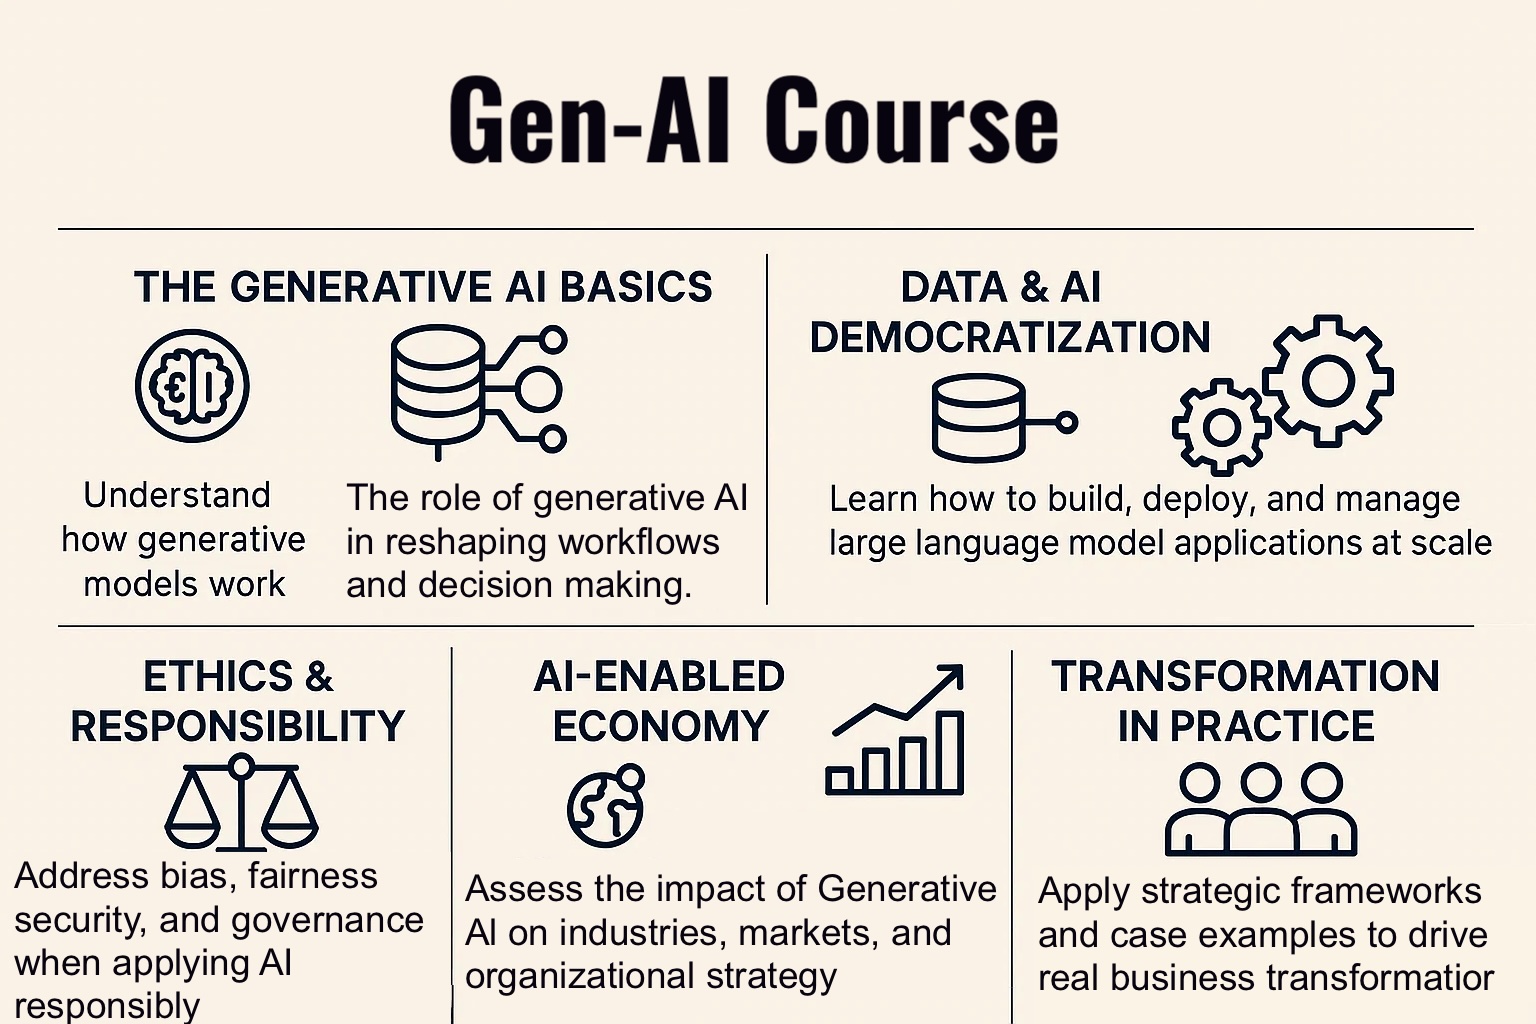 Gen-AI Course
THE GENERATIVE AI BASICS
Understand
how generative
models work
The role of generative AI
in reshaping workflows
and decision making.
DATA & AI
DEMOCRATIZATION
Learn how to build, deploy, and manage
large language model applications at scale
ETHICS &
RESPONSIBILITY
Address bias, fairness
security, and governance
when applying AI
responsibly
AI-ENABLED
ECONOMY
Assess the impact of Generative
AI on industries, markets, and
organizational strategy
TRANSFORMATION
IN PRACTICE
Apply strategic frameworks
and case examples to drive
real business transformatior